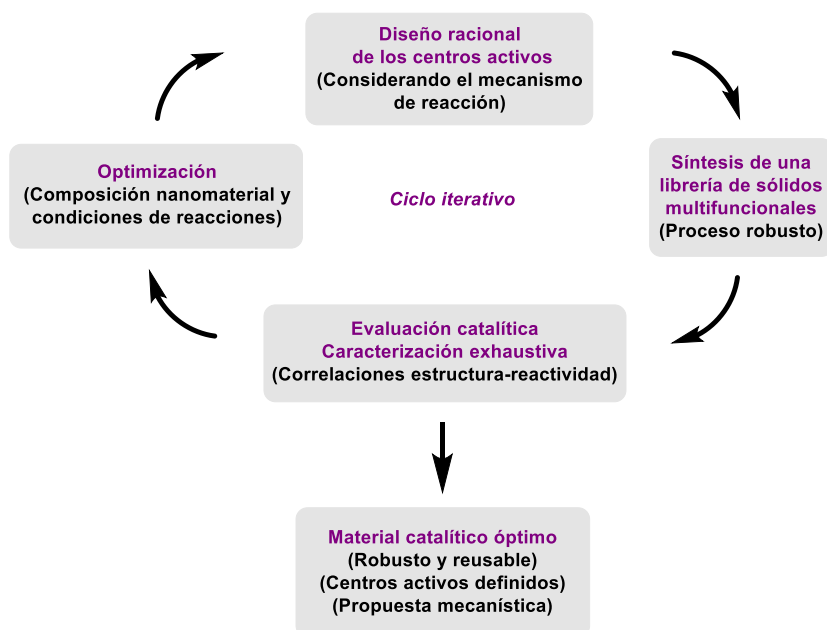 Diseño racional
de los centros activos
(Considerando el mecanismo
de reacción)
Optimización
(Composición nanomaterial y
condiciones de reacciones)
Ciclo iterativo
Síntesis de una
librería de sólidos
multifuncionales
(Proceso robusto)
Evaluación catalítica
Caracterización exhaustiva
(Correlaciones estructura-reactividad)
Material catalítico óptimo
(Robusto y reusable)
(Centros activos definidos)
(Propuesta mecanística)